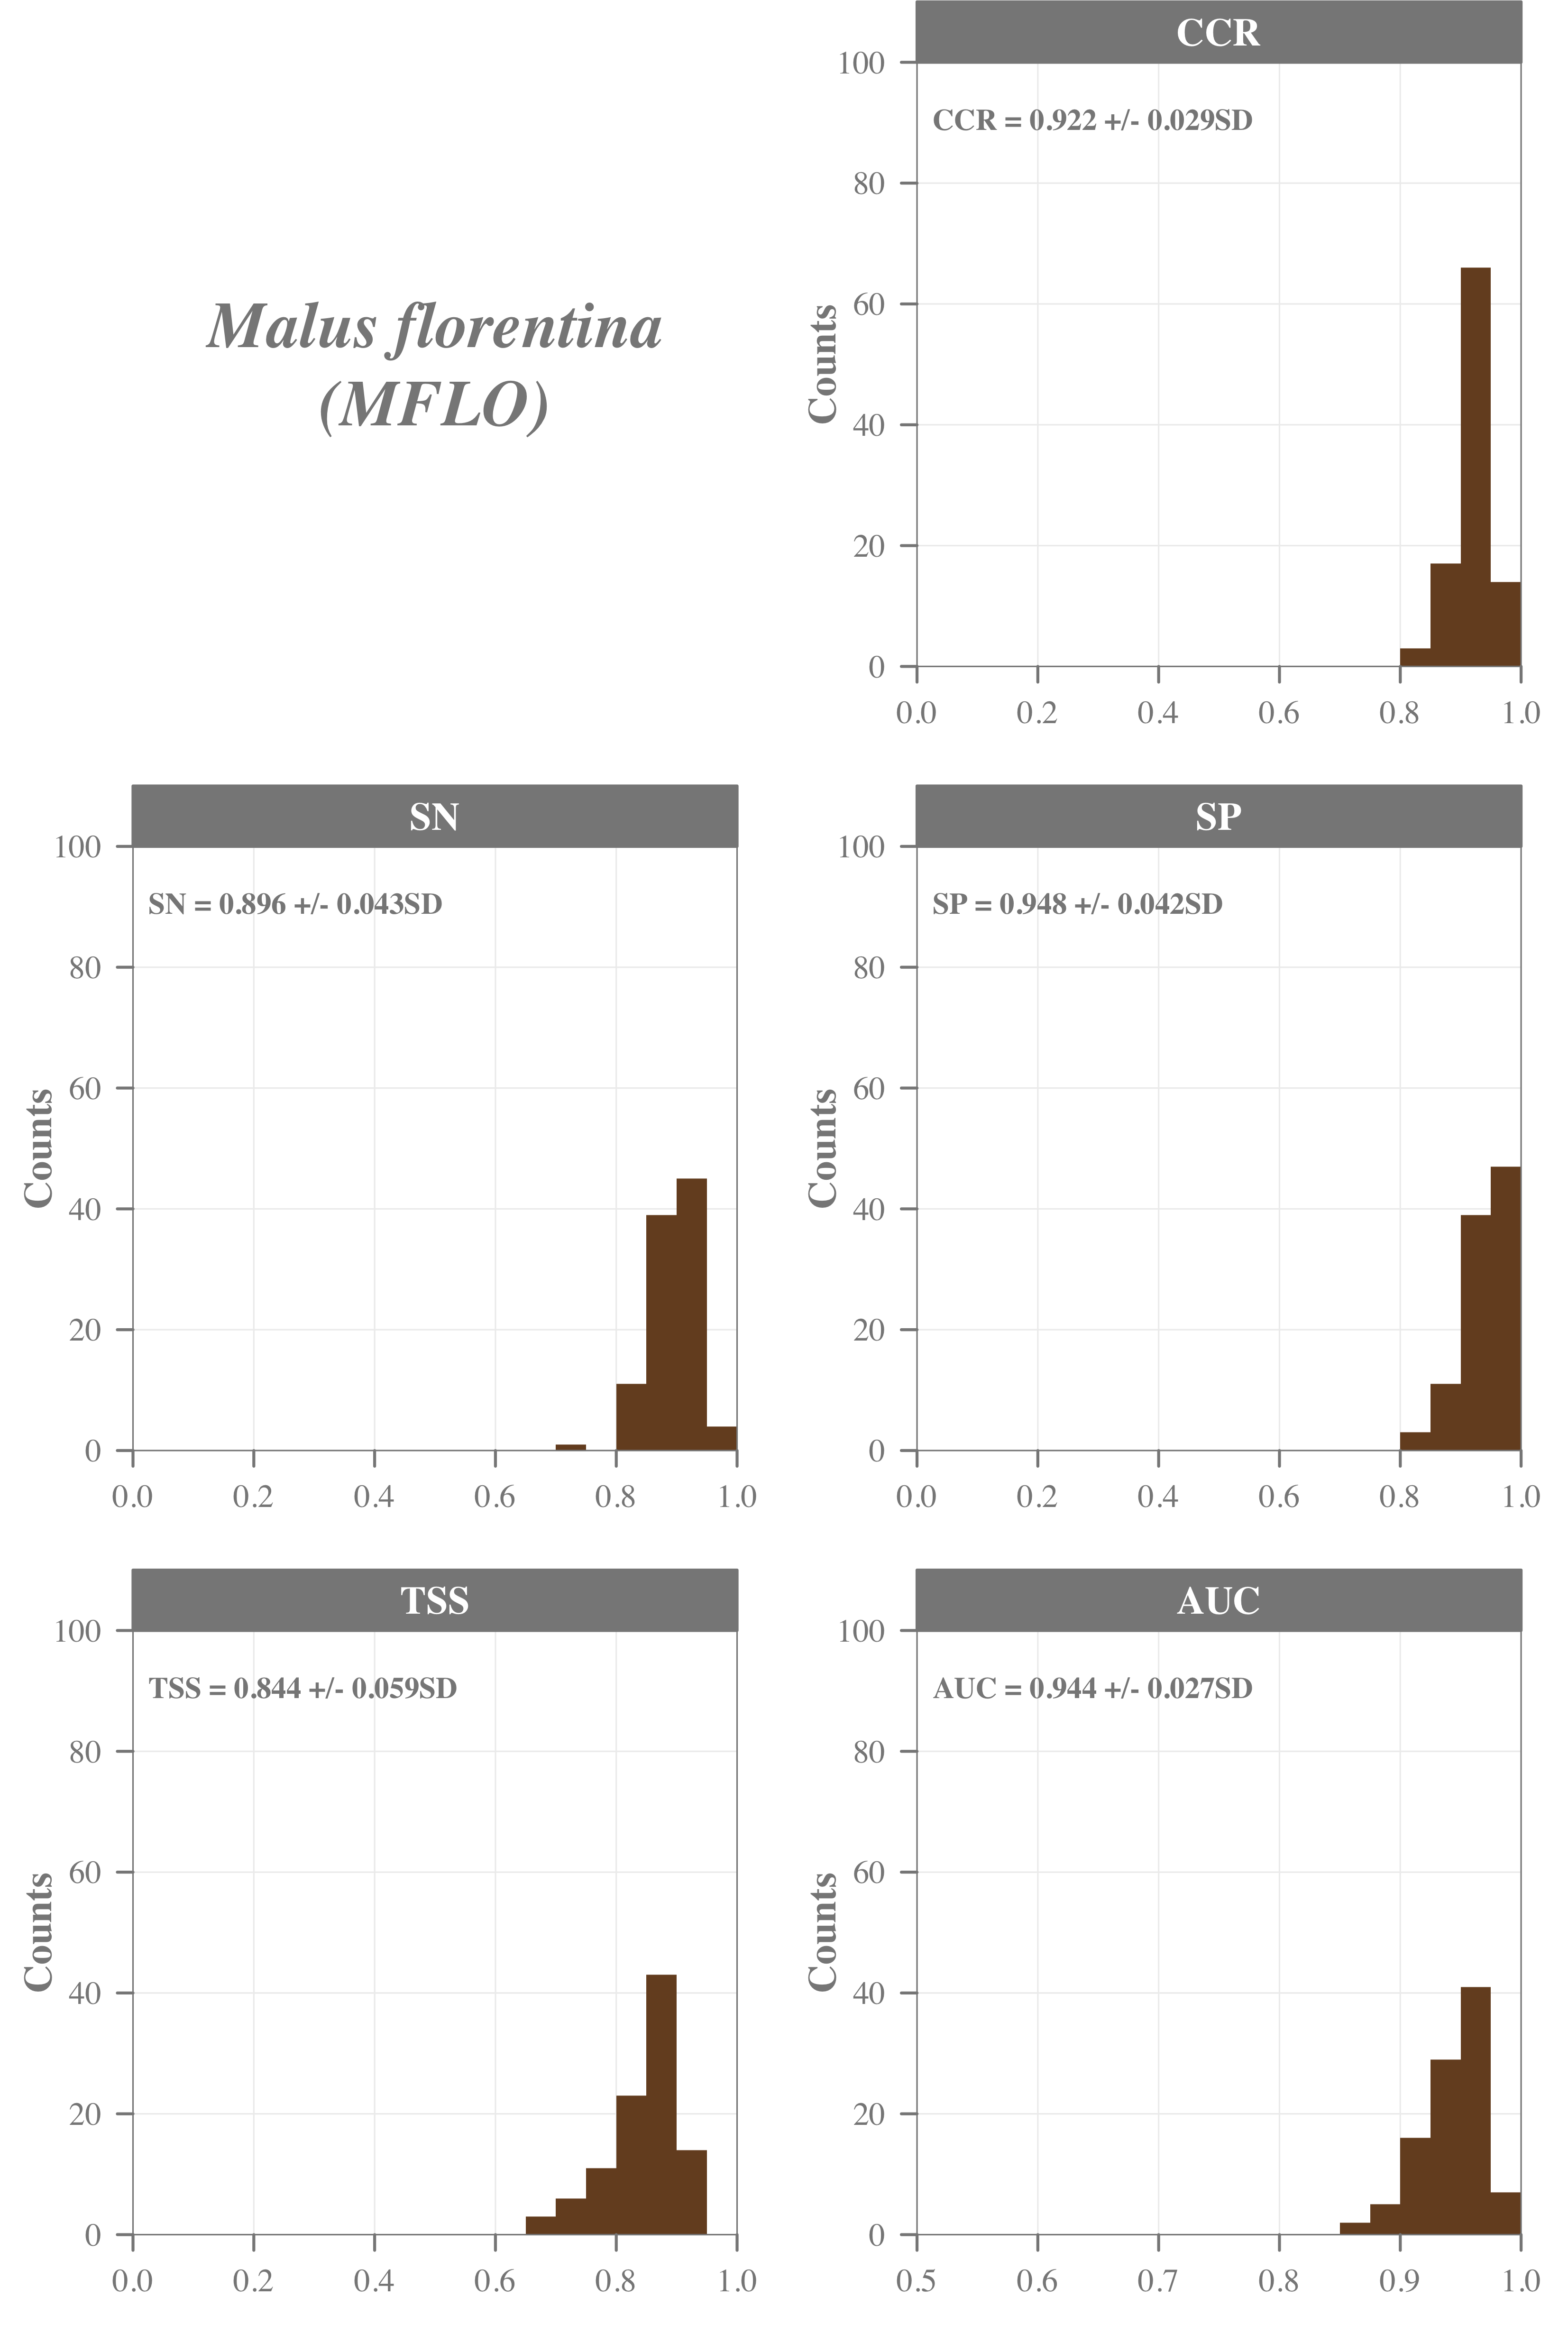 Malus florentina
(MFLO)
CCR
CCR = 0.922 +/- 0.029SD
Counts
100
80
60
40
20
0
0.0 0.2 0.4 0.6 0.8 1.0
SN
SN = 0.896 +/- 0.043SD
Counts
100
80
60
40
20
0
0.0 0.2 0.4 0.6 0.8 1.0
SP
SP = 0.948 +/- 0.042SD
Counts
100
80
60
40
20
0
0.0 0.2 0.4 0.6 0.8 1.0
TSS
TSS = 0.844 +/- 0.059SD
Counts
100
80
60
40
20
0
0.0 0.2 0.4 0.6 0.8 1.0
AUC
AUC = 0.944 +/- 0.027SD
Counts
100
80
60
40
20
0
0.5 0.6 0.7 0.8 0.9 1.0